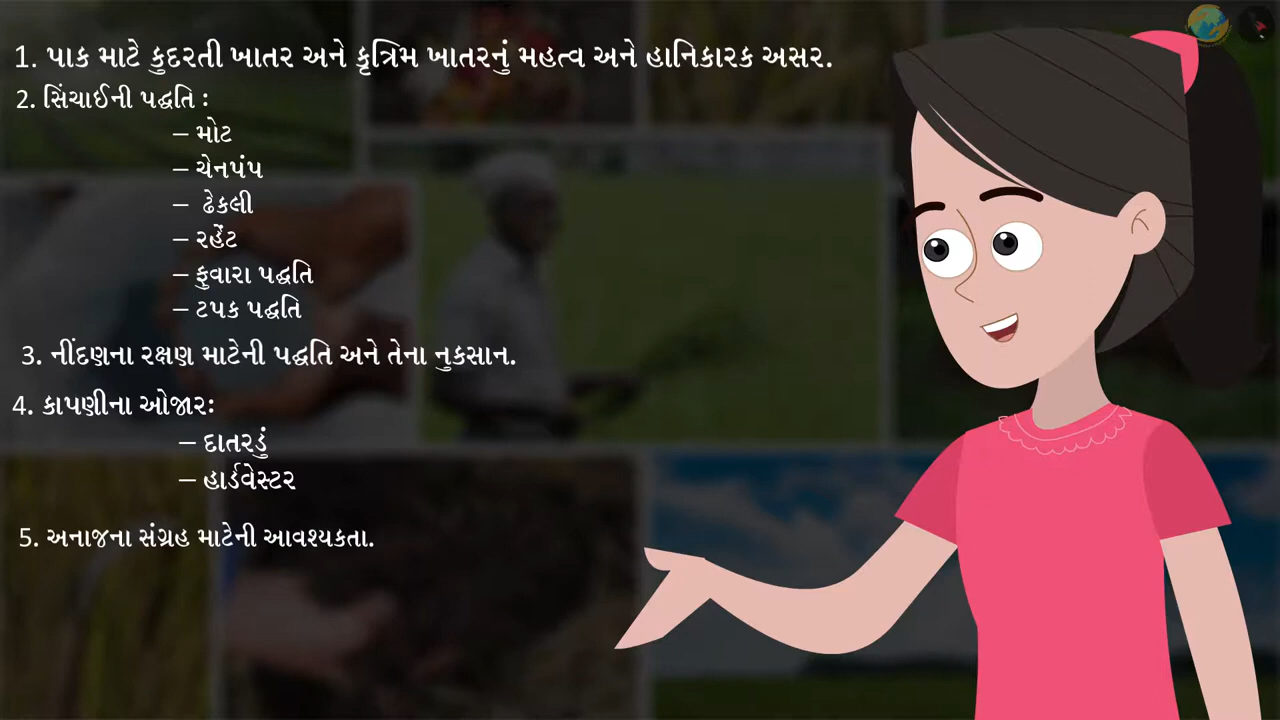 1. પાક માટે કુદરતી ખાતર અને કૃત્રિમ ખાતરનું મહત્વ અને હાનિકારક અસર.
2. સિંચાઈની પદ્ધતિ :
– મોટ
– ચેનપંપ
– ઢેકલી
– રહેંટ
– ફુવારા પદ્ધતિ
– ટપક પદ્ધતિ
3. નીંદણના રક્ષણ માટેની પદ્ધતિ અને તેના નુકસાન.
4. કાપણીના ઓજાર:
– દાતરડું
– હાર્ડવેસ્ટર
5. અનાજના સંગ્રહ માટેની આવશ્યકતા.